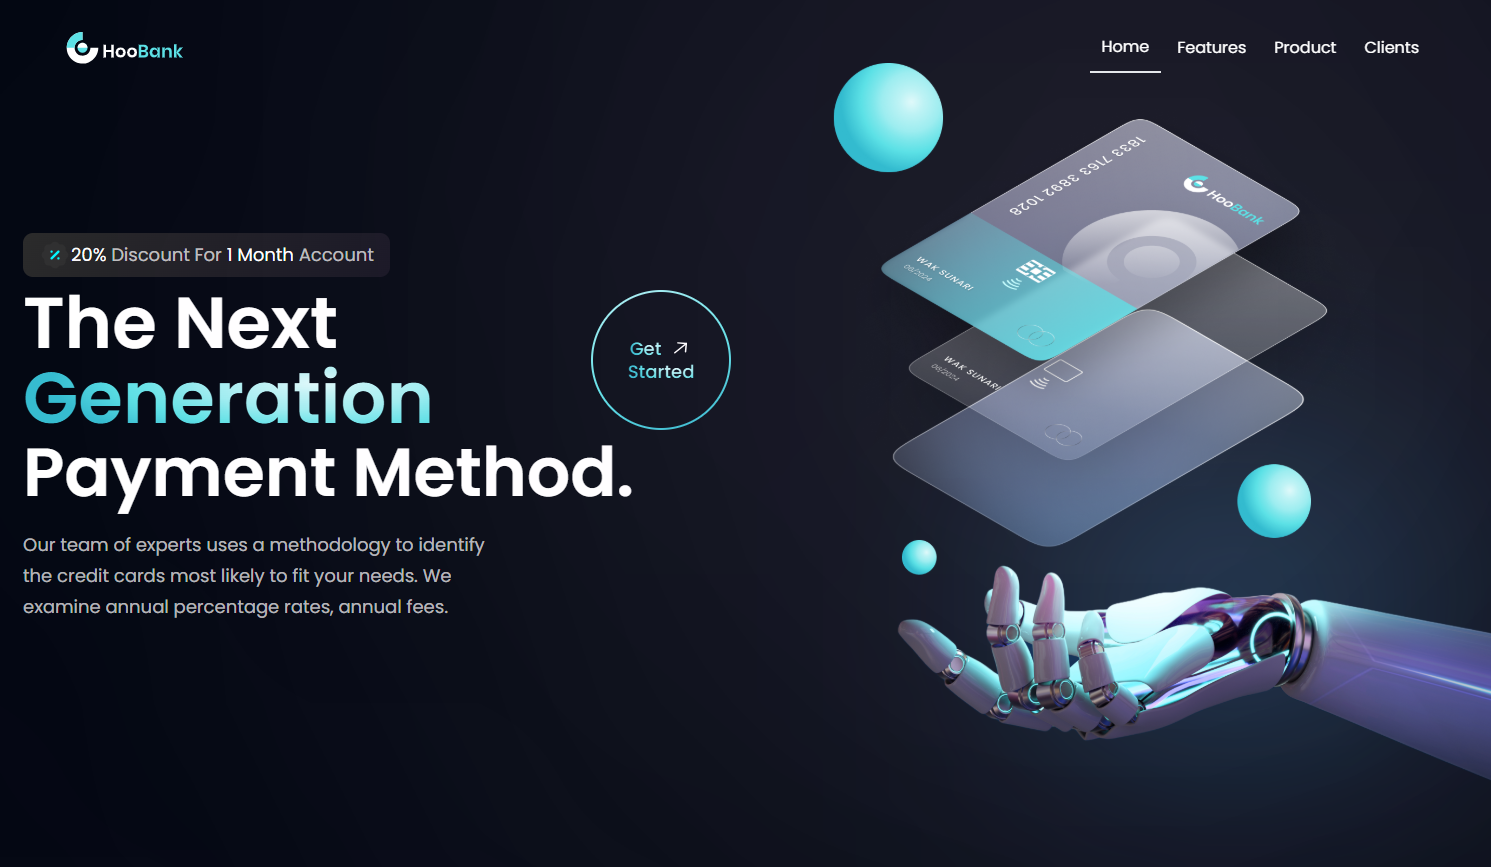 HooBank
Home Features Product Clients
20% Discount For 1 Month Account
The Next
Generation
Payment Method.
Get
Started
Our team of experts uses a methodology to identify
the credit cards most likely to fit your needs. We
examine annual percentage rates, annual fees.
1833 7163 3892 1028
HooBank
WAK SUNARI
06/2024
WAK SUNARI
06/2024